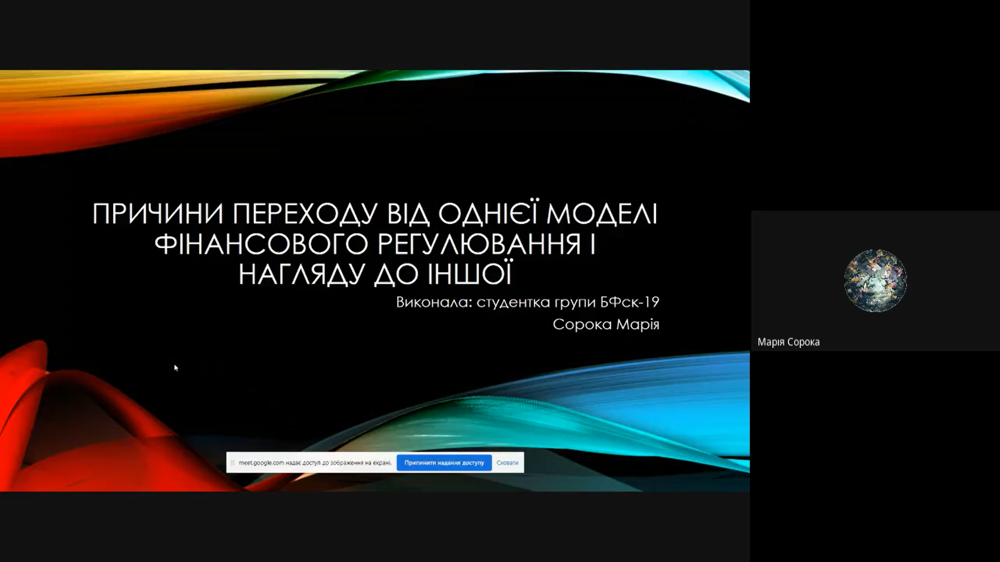 ПРИЧИНИ ПЕРЕХОДУ ВІД ОДНІЄЇ МОДЕЛІ
ФІНАНСОВОГО РЕГУЛЮВАННЯ І
НАГЛЯДУ ДО ІНШОЇ
Виконала: студентка групи БФск-19
Сорока Марія
Марія Сорока
meet.google.com надає доступ до зображення на екрані.
Припинити надання доступу
Сховати